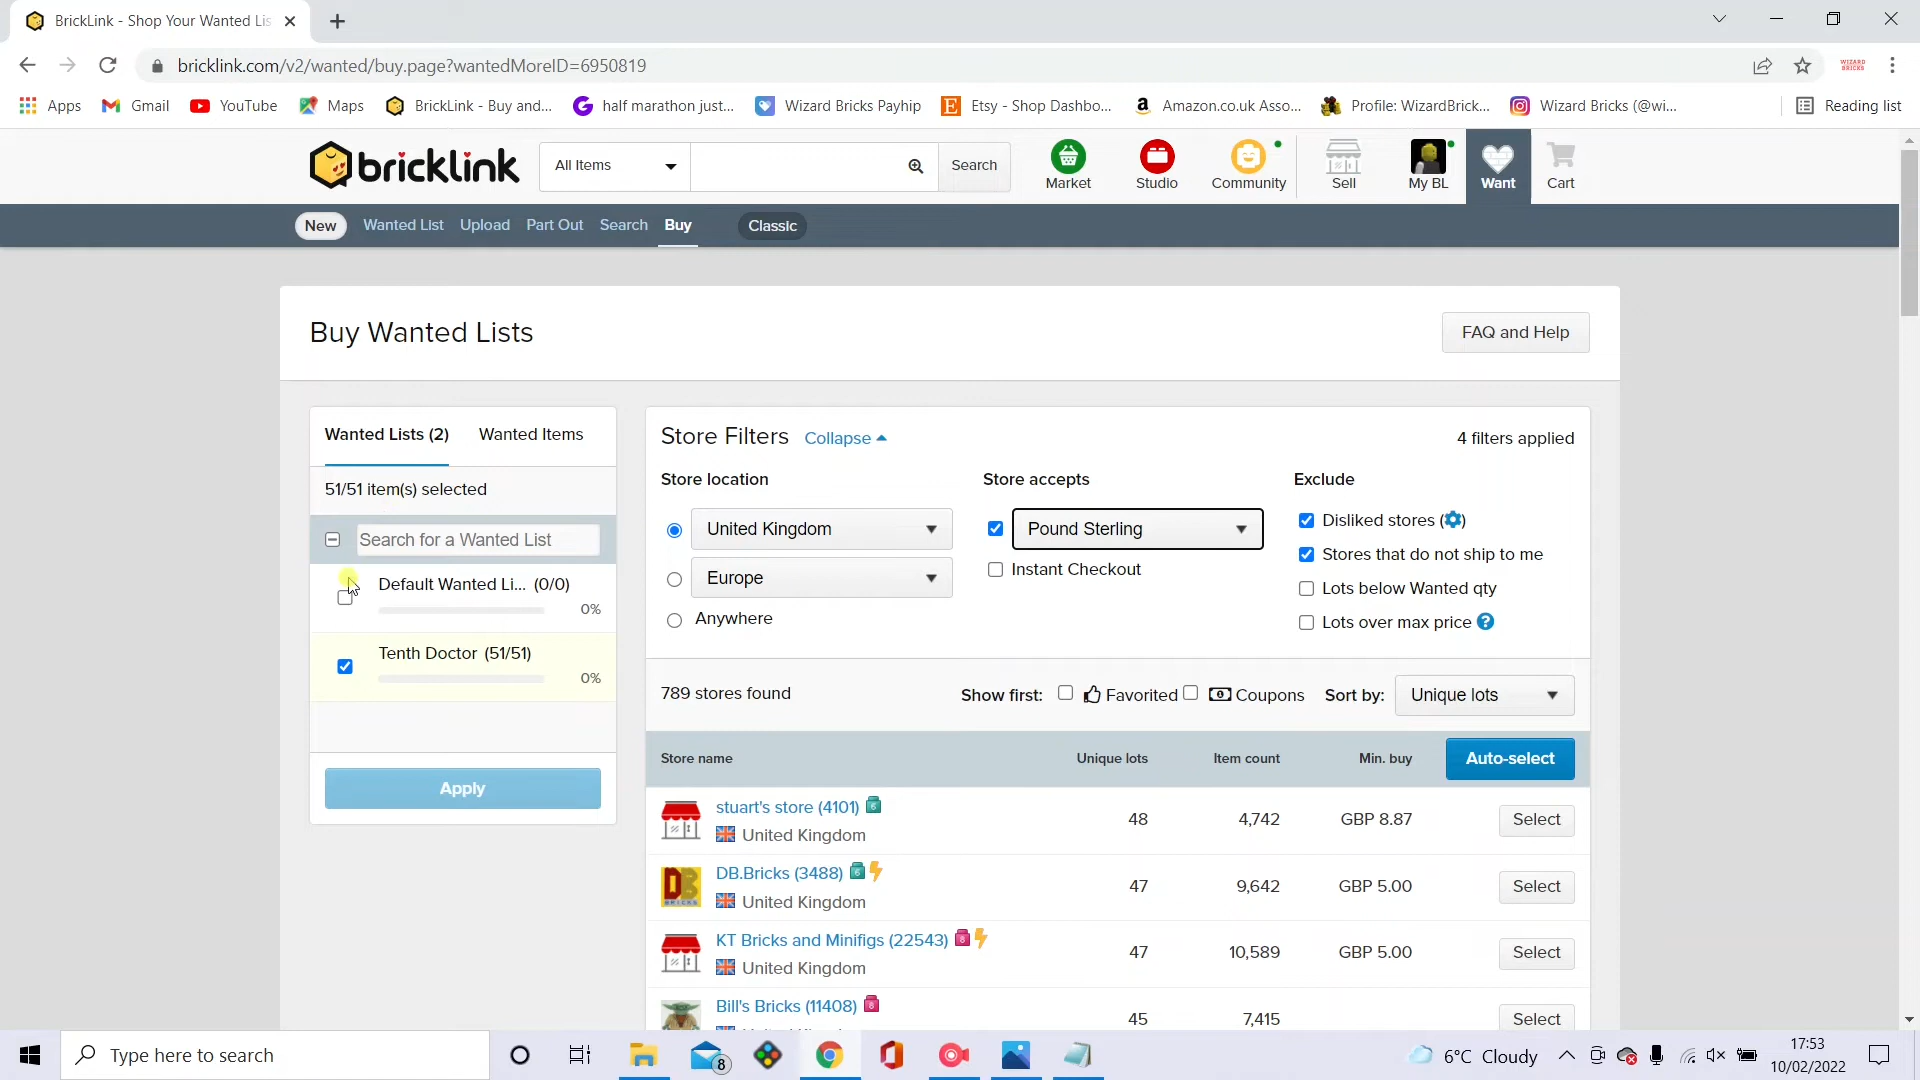 BrickLink - Shop Your Wanted Lis
bricklink.com/v2/wanted/buy.page?wantedMoreID=6950819
WIZARD BRICKS
Apps
Gmail
YouTube
Maps
BrickLink - Buy and...
half marathon just...
Wizard Bricks Payhip
Etsy - Shop Dashbo...
Amazon.co.uk Asso...
Profile: WizardBrick...
Wizard Bricks (@wi...
Reading list
bricklink
All Items
Search
Market
Studio
Community
Sell
My BL
Want
Cart
New
Wanted List
Upload
Part Out
Search
Buy
Classic
Buy Wanted Lists
FAQ and Help
Wanted Lists (2)
Wanted Items
51/51 item(s) selected
Search for a Wanted List
Default Wanted Li... (0/0)
0%
Tenth Doctor (51/51)
0%
Apply
Store Filters
Collapse
4 filters applied
Store location
United Kingdom
Europe
Anywhere
Store accepts
Pound Sterling
Instant Checkout
Exclude
Disliked stores ( )
Stores that do not ship to me
Lots below Wanted qty
Lots over max price ?
789 stores found
Show first:
Favorited
Coupons
Sort by:
Unique lots
Store name
Unique lots
Item count
Min. buy
Auto-select
stuart's store (4101)
United Kingdom
48
4,742
GBP 8.87
Select
DB BRICKS
DB.Bricks (3488)
United Kingdom
47
9,642
GBP 5.00
Select
KT Bricks and Minifigs (22543)
United Kingdom
47
10,589
GBP 5.00
Select
Bill's Bricks (11408)
45
7,415
Select
Type here to search
8
6°C Cloudy
17:53
10/02/2022